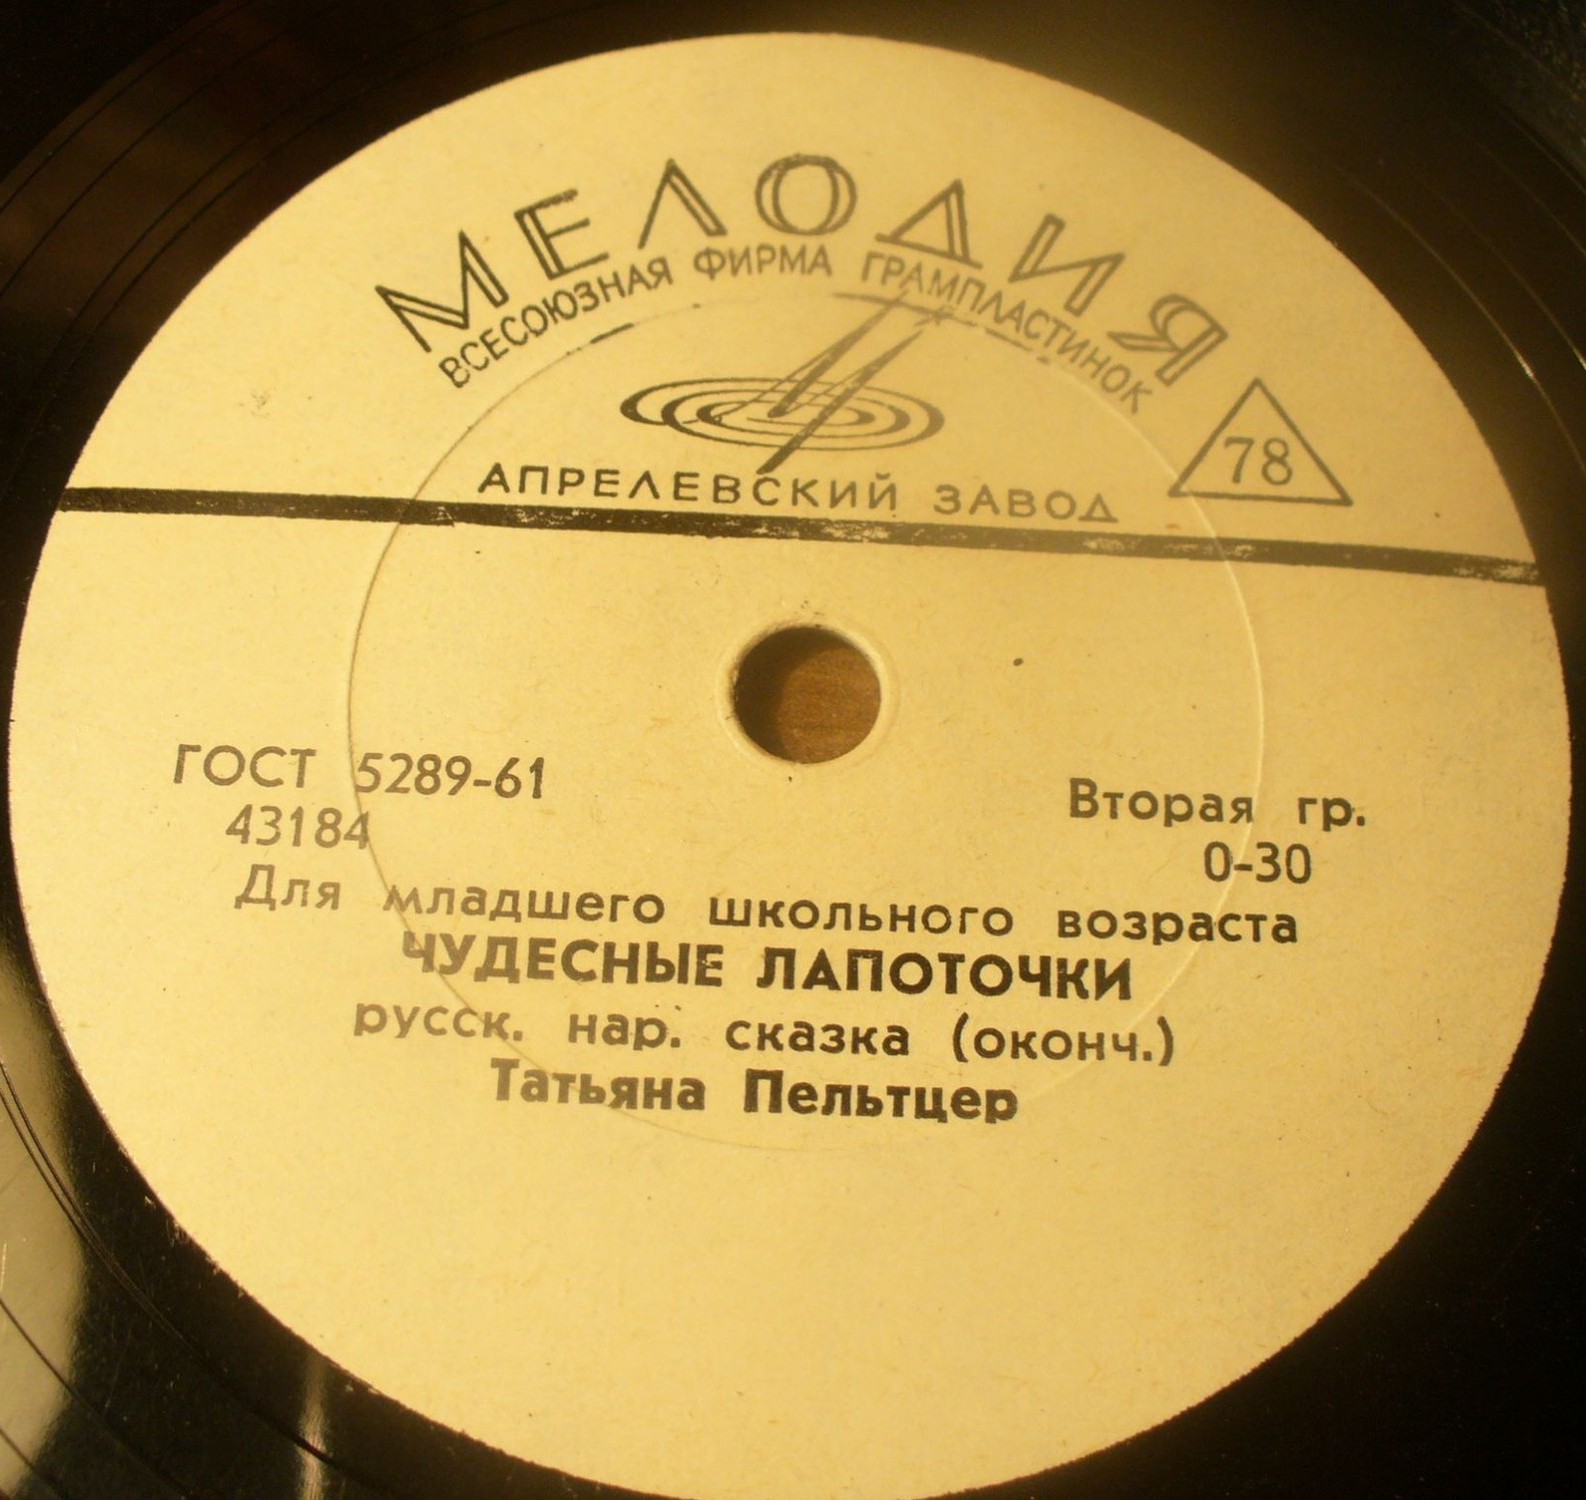 МЕЛОДИЯ
ВСЕСОЮЗНАЯ ФИРМА ГРАМПЛАСТИНОК
АПРЕЛЕВСКИЙ ЗАВОД
78
ГОСТ 5289-61
43184
Вторая гр.
0-30
Для младшего школьного возраста
ЧУДЕСНЫЕ ЛАПОТОЧКИ
русск. нар. сказка (оконч.)
Татьяна Пельтцер